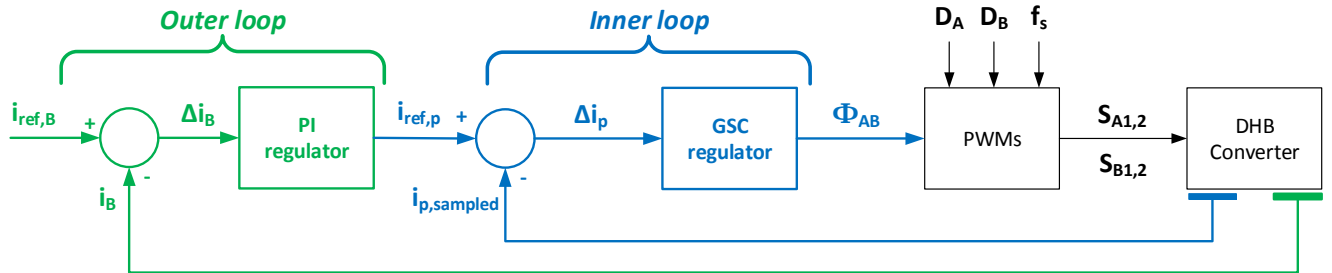 Outer loop
Inner loop
D_A D_B f_s
i_ref,B + Δi_B
PI
regulator
i_ref,p + Δi_p
GSC
regulator
Φ_AB
PWMs
S_A1,2
S_B1,2
DHB
Converter
-
i_B
-
i_p,sampled